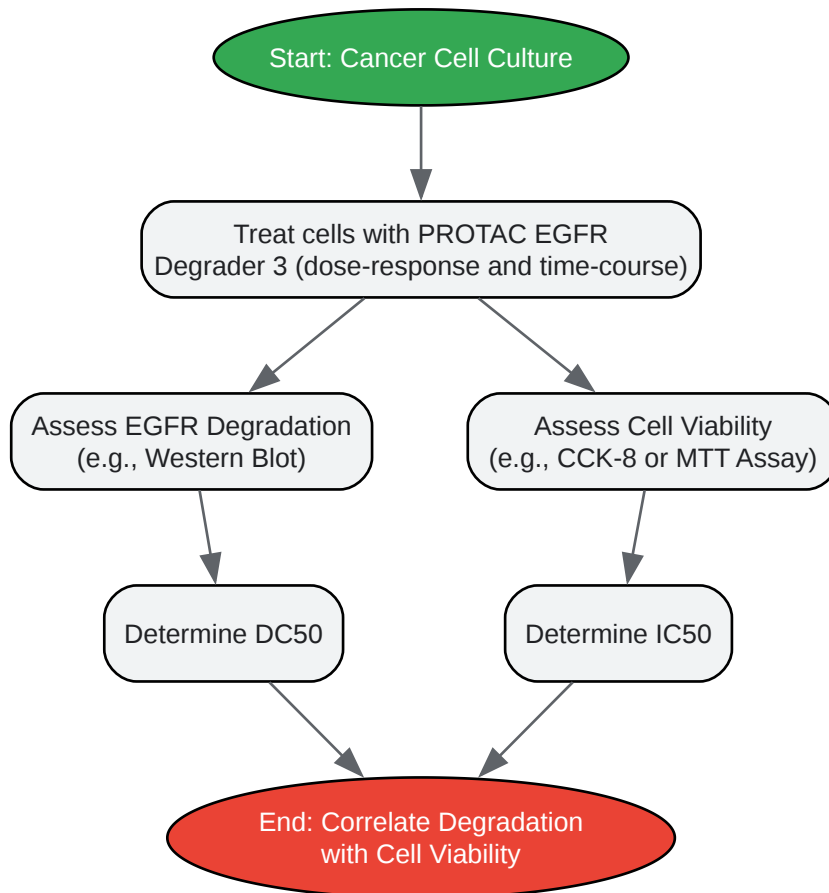 Start: Cancer Cell Culture
Treat cells with PROTAC EGFR
Degrader 3 (dose-response and time-course)
Assess EGFR Degradation
(e.g., Western Blot)
Assess Cell Viability
(e.g., CCK-8 or MTT Assay)
Determine DC50
Determine IC50
End: Correlate Degradation
with Cell Viability